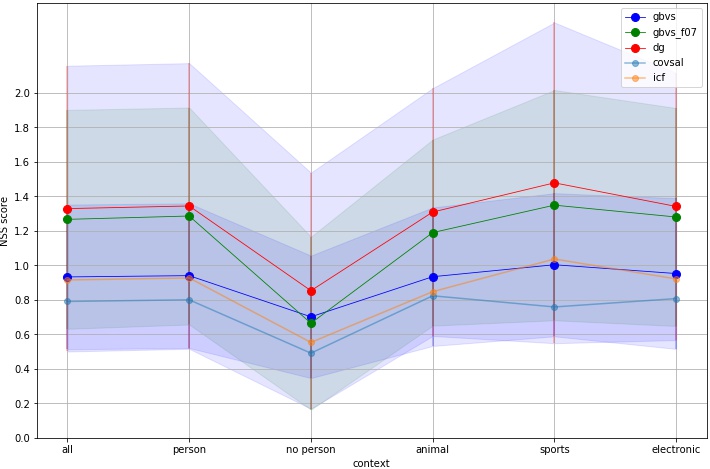 gbvs
gbvs_f07
dg
covsal
icf
NSS score
2.0
1.8
1.6
1.4
1.2
1.0
0.8
0.6
0.4
0.2
0.0
all person no person animal sports electronic
context